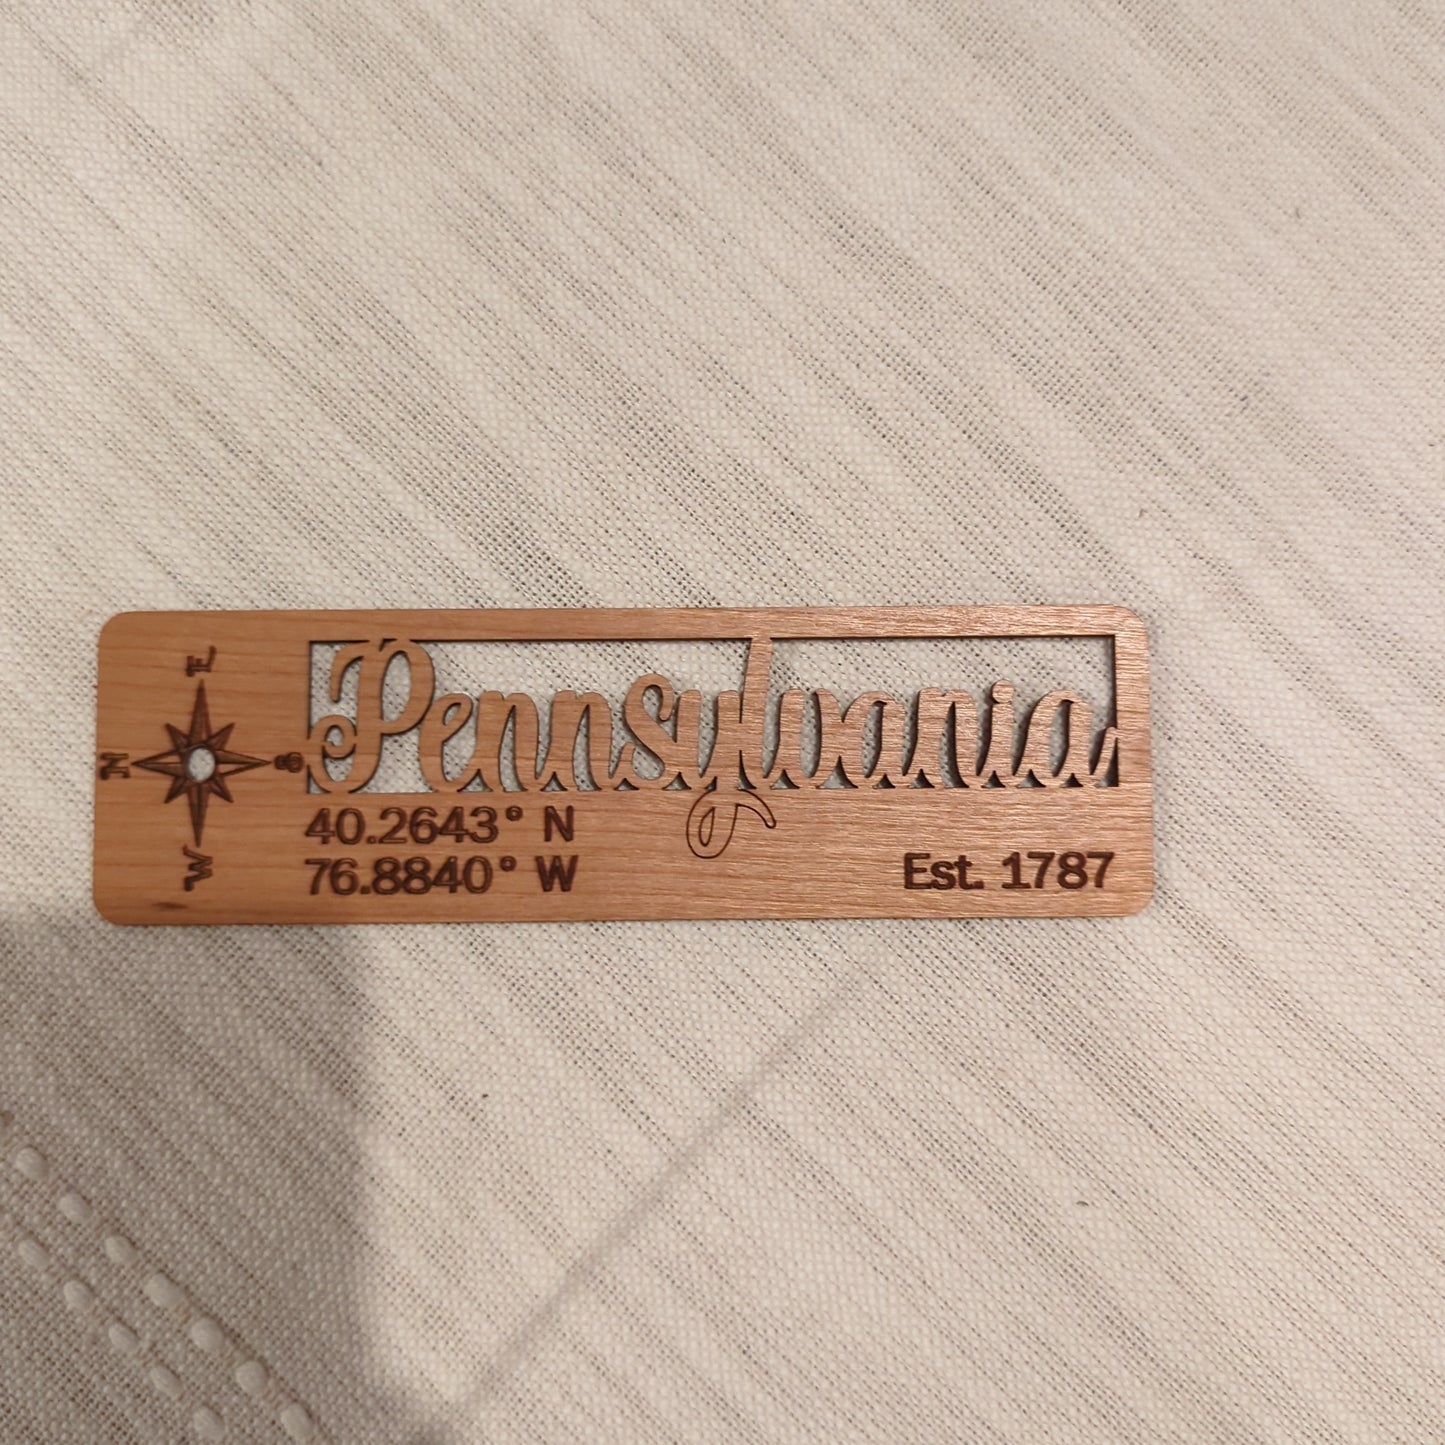 N
E
S
W
Pennsylvania
40.2643° N
76.8840° W
Est. 1787